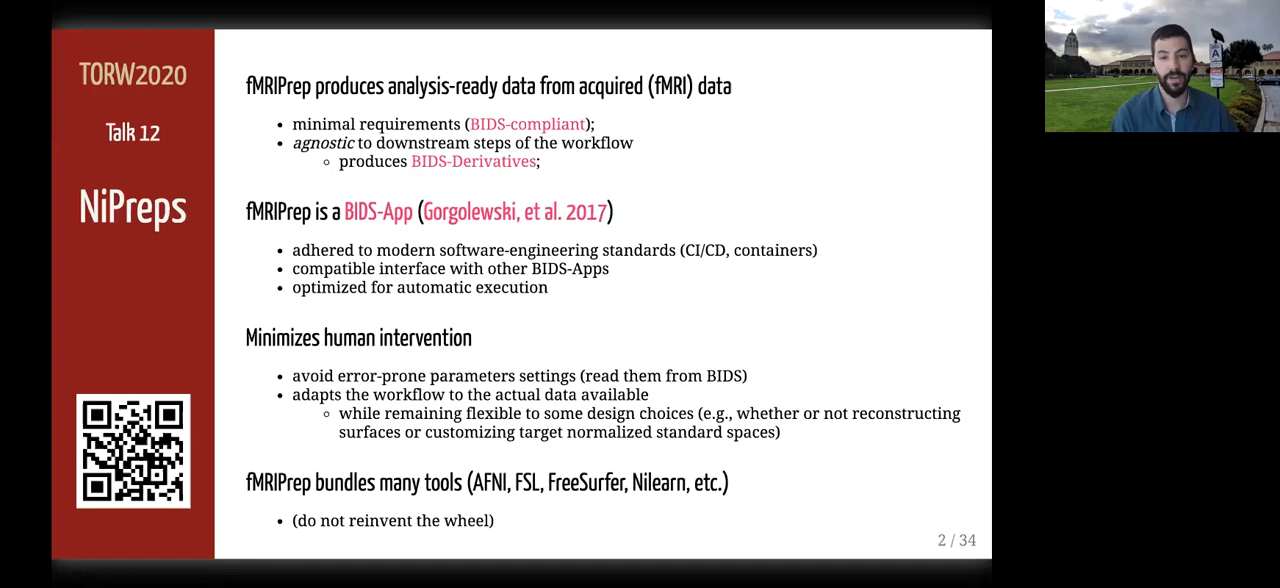 TORW2020
Talk 12
NiPreps
fMRIPrep produces analysis-ready data from acquired (fMRI) data
minimal requirements (BIDS-compliant);
agnostic to downstream steps of the workflow
produces BIDS-Derivatives;
fMRIPrep is a BIDS-App (Gorgolewski, et al. 2017)
adhered to modern software-engineering standards (CI/CD, containers)
compatible interface with other BIDS-Apps
optimized for automatic execution
Minimizes human intervention
avoid error-prone parameters settings (read them from BIDS)
adapts the workflow to the actual data available
while remaining flexible to some design choices (e.g., whether or not reconstructing
surfaces or customizing target normalized standard spaces)
fMRIPrep bundles many tools (AFNI, FSL, FreeSurfer, Nilearn, etc.)
(do not reinvent the wheel)
2 / 34
A